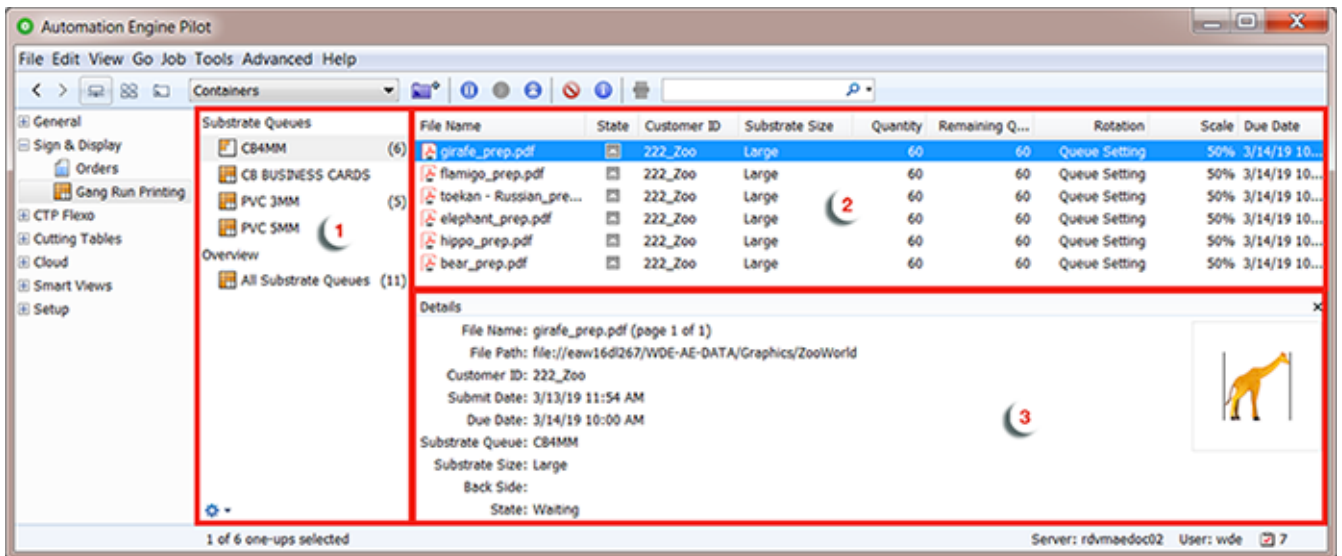 Automation Engine Pilot
File Edit View Go Job Tools Advanced Help
Containers
General
Sign & Display
Orders
Gang Run Printing
CTP Flexo
Cutting Tables
Cloud
Smart Views
Setup
Substrate Queues
CB4MM (6)
CB BUSINESS CARDS
PVC 3MM (5)
PVC 5MM
1
Overview
All Substrate Queues (11)
File Name State Customer ID Substrate Size Quantity Remaining Q... Rotation Scale Due Date
girafe_prep.pdf 222_Zoo Large 60 60 Queue Setting 50% 3/14/19 10...
flamigo_prep.pdf 222_Zoo Large 60 60 Queue Setting 50% 3/14/19 10...
toekan - Russian_pre... 222_Zoo Large 60 60 Queue Setting 50% 3/14/19 10...
elephant_prep.pdf 222_Zoo Large 60 60 Queue Setting 50% 3/14/19 10...
hippo_prep.pdf 222_Zoo Large 60 60 Queue Setting 50% 3/14/19 10...
bear_prep.pdf 222_Zoo Large 60 60 Queue Setting 50% 3/14/19 10...
2
Details
File Name: girafe_prep.pdf (page 1 of 1)
File Path: file://eaw16dl267/WDE-AE-DATA/Graphics/ZooWorld
Customer ID: 222_Zoo
Submit Date: 3/13/19 11:54 AM
Due Date: 3/14/19 10:00 AM
Substrate Queue: CB4MM
Substrate Size: Large
Back Side:
State: Waiting
3
1 of 6 one-ups selected
Server: rdvmaedoc02 User: wde 7